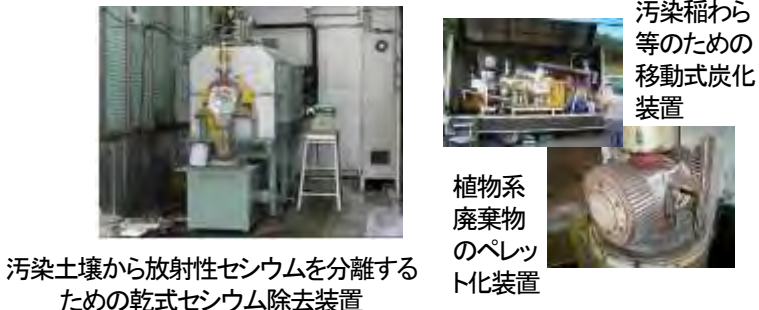 汚染稲わら
等のための
移動式炭化
装置
植物系
廃棄物
のペレッ
ト化装置
汚染土壌から放射性セシウムを分離する
ための乾式セシウム除去装置